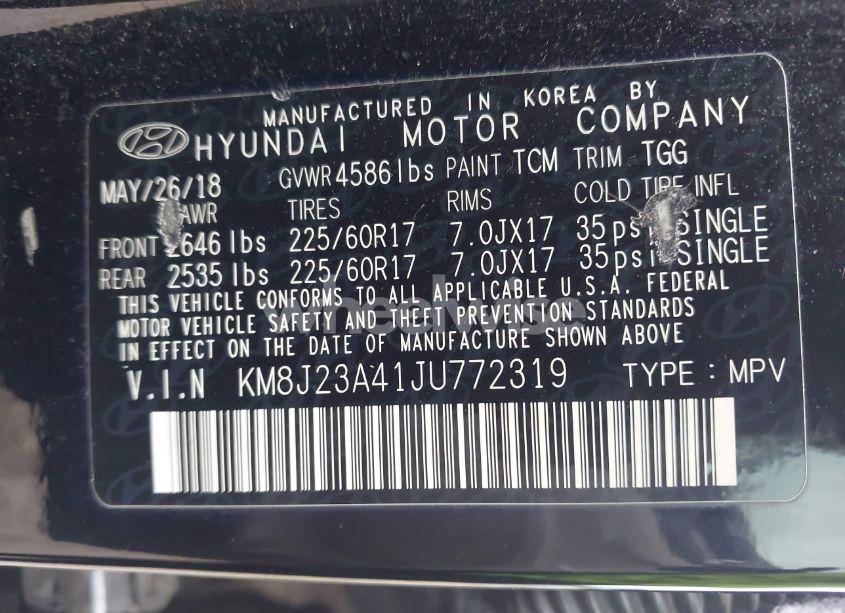 MANUFACTURED IN KOREA BY
HYUNDAI MOTOR COMPANY
MAY/26/18 GVWR 4586 lbs PAINT TCM TRIM TGG
AWR TIRES RIMS COLD TIRE INFL
FRONT 2646 lbs 225/60R17 7.0JX17 35 psi SINGLE
REAR 2535 lbs 225/60R17 7.0JX17 35 psi SINGLE
THIS VEHICLE CONFORMS TO ALL APPLICABLE U.S.A. FEDERAL
MOTOR VEHICLE SAFETY AND THEFT PREVENTION STANDARDS
IN EFFECT ON THE DATE OF MANUFACTURE SHOWN ABOVE
V.I.N KM8J23A41JU772319 TYPE : MPV